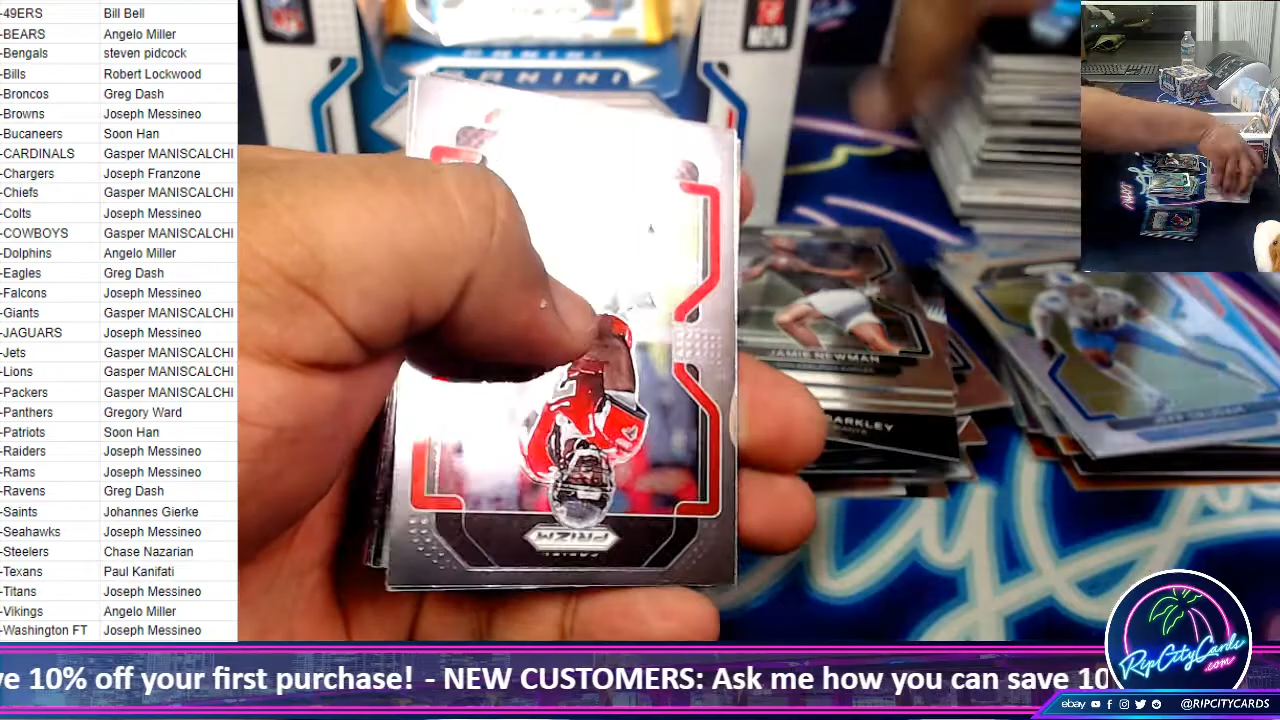 -49ERS Bill Bell
-BEARS Angelo Miller
-Bengals steven pidcock
-Bills Robert Lockwood
-Broncos Greg Dash
-Browns Joseph Messineo
-Bucaneers Soon Han
-CARDINALS Gasper MANISCALCHI
-Chargers Joseph Franzone
-Chiefs Gasper MANISCALCHI
-Colts Joseph Messineo
-COWBOYS Gasper MANISCALCHI
-Dolphins Angelo Miller
-Eagles Greg Dash
-Falcons Joseph Messineo
-Giants Gasper MANISCALCHI
-JAGUARS Joseph Messineo
-Jets Gasper MANISCALCHI
-Lions Gasper MANISCALCHI
-Packers Gasper MANISCALCHI
-Panthers Gregory Ward
-Patriots Soon Han
-Raiders Joseph Messineo
-Rams Joseph Messineo
-Ravens Greg Dash
-Saints Johannes Gierke
-Seahawks Joseph Messineo
-Steelers Chase Nazarian
-Texans Paul Kanifati
-Titans Joseph Messineo
-Vikings Angelo Miller
-Washington FT Joseph Messineo
PANINI
NFLPA
JAMIE NEWMAN
BARKLEY
PRIZM
ve 10% off your first purchase! - NEW CUSTOMERS: Ask me how you can save 10
RipCityCards
.com
ebay @RIPCITYCARDS